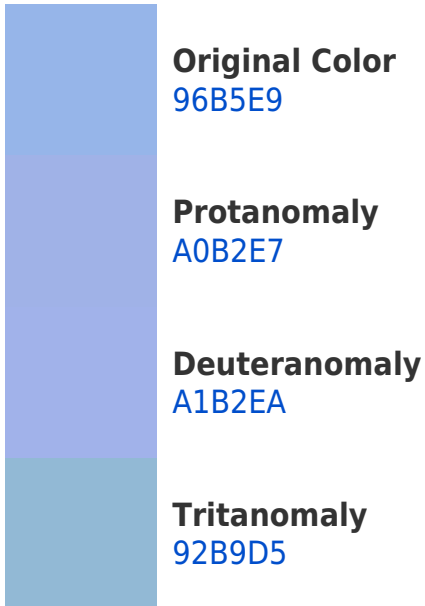 Original Color
96B5E9
Protanomaly
A0B2E7
Deuteranomaly
A1B2EA
Tritanomaly
92B9D5